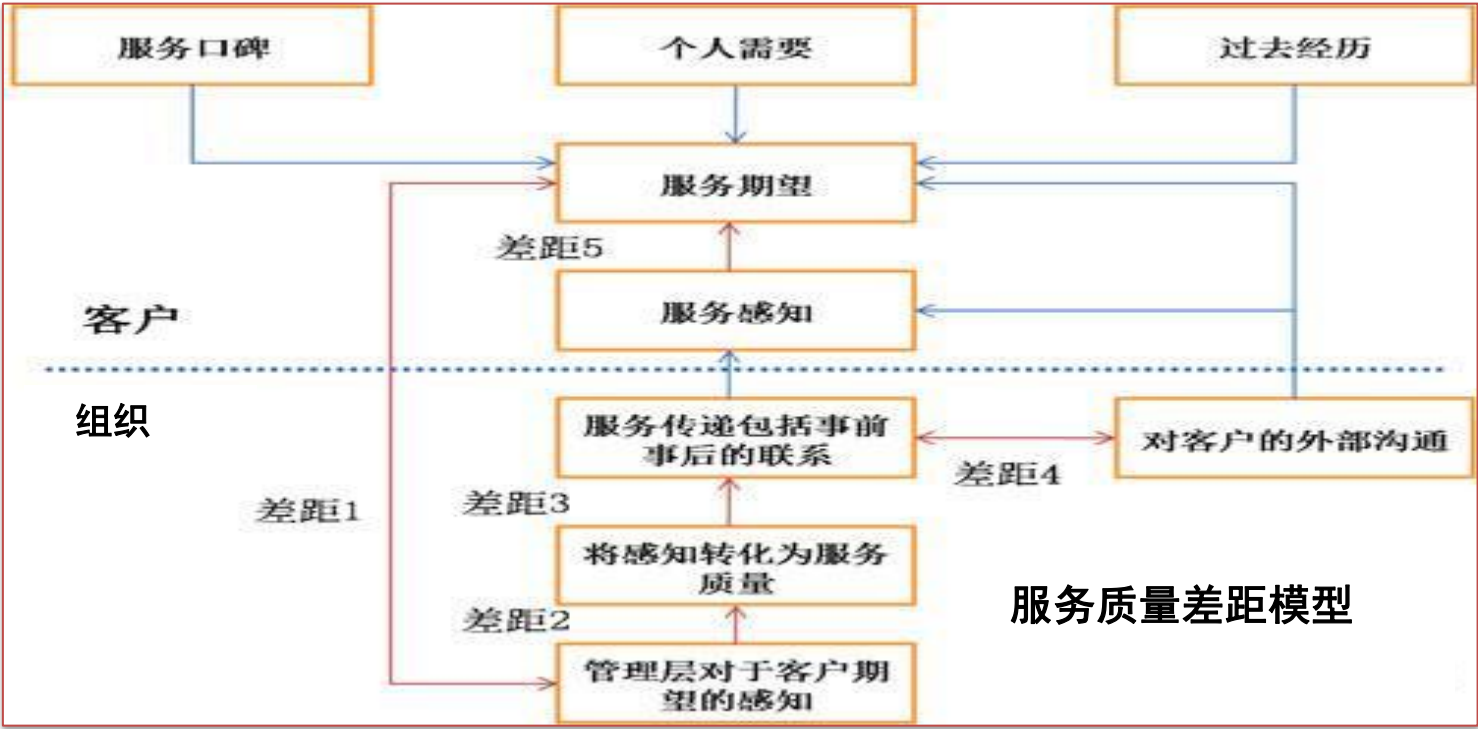 服务口碑
个人需要
过去经历
服务期望
差距5
服务感知
客户
组织
服务传递包括事前
事后的联系
对客户的外部沟通
差距4
差距1
差距3
将感知转化为服务
质量
服务质量差距模型
差距2
管理层对于客户期
望的感知